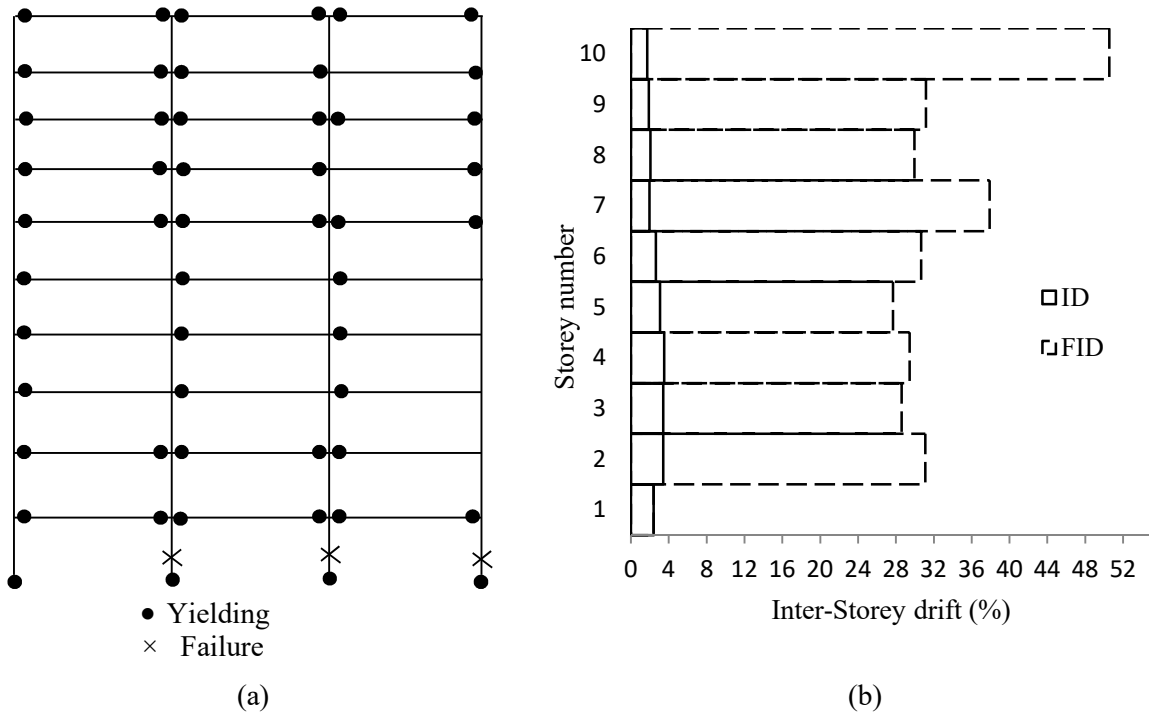 ● Yielding
× Failure
(a)
Storey number
10
9
8
7
6
5
4
3
2
1
0 4 8 12 16 20 24 28 32 36 40 44 48 52
Inter-Storey drift (%)
ID
FID
(b)